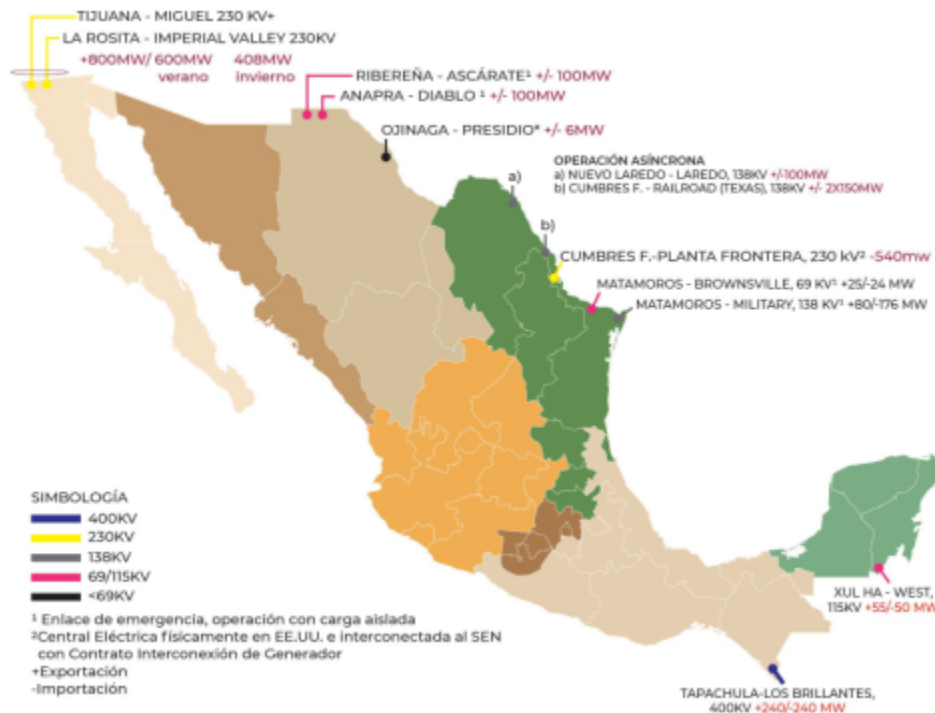 TIJUANA - MIGUEL 230 KV+
LA ROSITA - IMPERIAL VALLEY 230KV
+800MW/ 600MW 408MW
verano invierno
RIBEREÑA - ASCÁRATE¹ +/- 100MW
ANAPRA - DIABLO ¹ +/- 100MW
OJINAGA - PRESIDIO* +/- 6MW
OPERACIÓN ASÍNCRONA
a) NUEVO LAREDO - LAREDO, 138KV +/-100MW
b) CUMBRES F. - RAILROAD (TEXAS), 138KV +/- 2X150MW
a)
b)
CUMBRES F.-PLANTA FRONTERA, 230 kV² -540mw
MATAMOROS - BROWNSVILLE, 69 KV¹ +25/-24 MW
MATAMOROS - MILITARY, 138 KV¹ +80/-176 MW
SIMBOLOGÍA
400KV
230KV
138KV
69/115KV
<69KV
¹ Enlace de emergencia, operación con carga aislada
²Central Eléctrica físicamente en EE.UU. e interconectada al SEN
con Contrato Interconexión de Generador
+Exportación
-Importación
XUL HA - WEST,
115KV +55/-50 MW
TAPACHULA-LOS BRILLANTES,
400KV +240/-240 MW